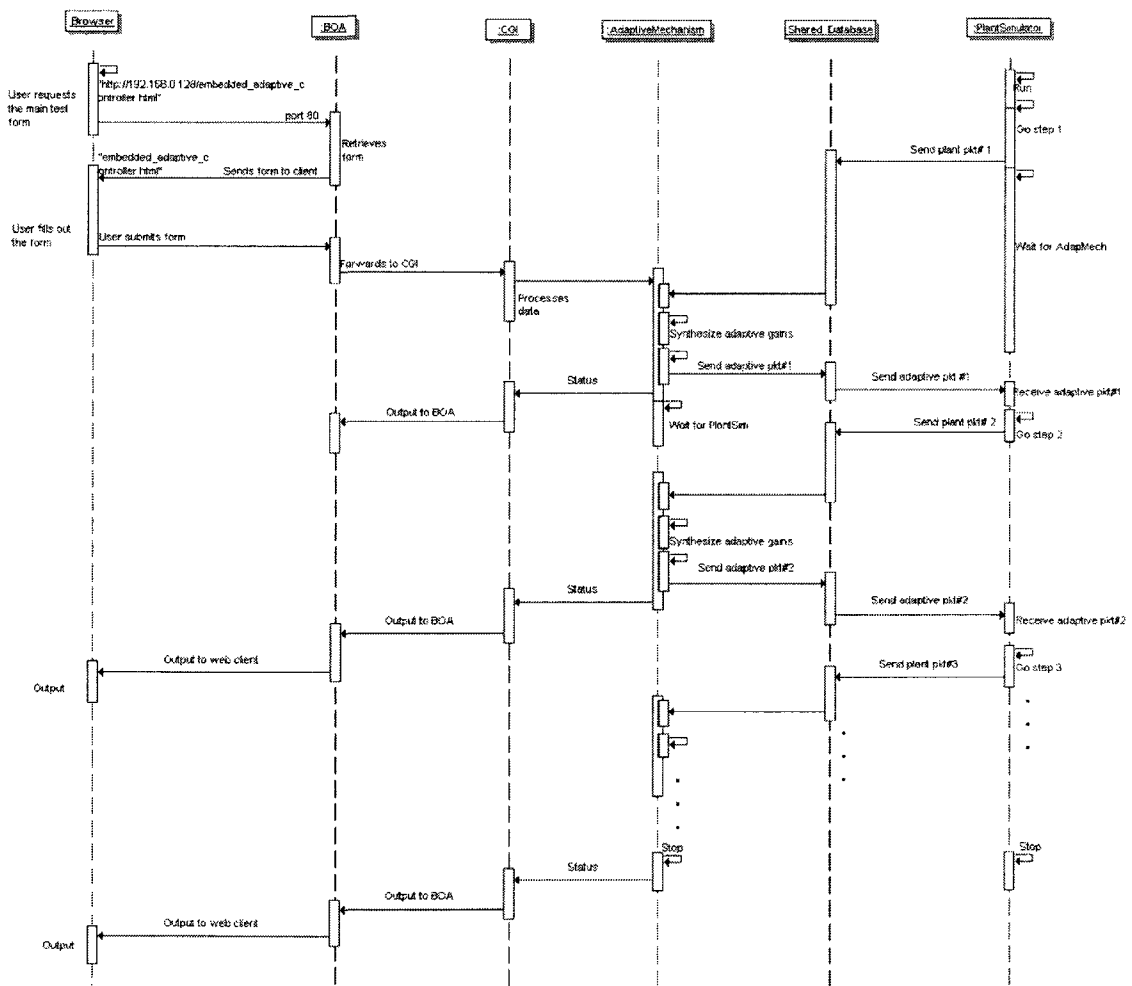 Browser
:BOA
:CGI
:AdaptiveMechanism
Shared_Database
:PlantSimulator
"http://192.168.0.128/embedded_adaptive_c
ontroller.html"
User requests
the main test
form
port 80
Run
Go step 1
Retrieves
form
"embedded_adaptive_c
ontroller.html"
Sends form to client
Send plant pkt# 1
User fills out
the form
User submits form
Wait for AdapMech
Forwards to CGI
Processes
data
Synthesize adaptive gains
Send adaptive pkt#1
Status
Send adaptive pkt #1
Receive adaptive pkt#1
Output to BOA
Wait for PlantSim
Send plant pkt# 2
Go step 2
Synthesize adaptive gains
Send adaptive pkt#2
Status
Send adaptive pkt#2
Receive adaptive pkt#2
Output to BOA
Output to web client
Send plant pkt#3
Go step 3
Output
Stop
Stop
Status
Output to BOA
Output to web client
Output